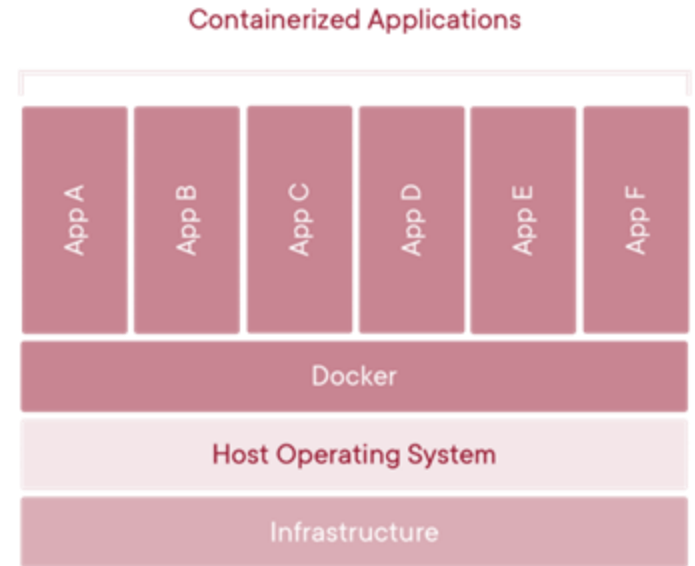 Containerized Applications
App A
App B
App C
App D
App E
App F
Docker
Host Operating System
Infrastructure